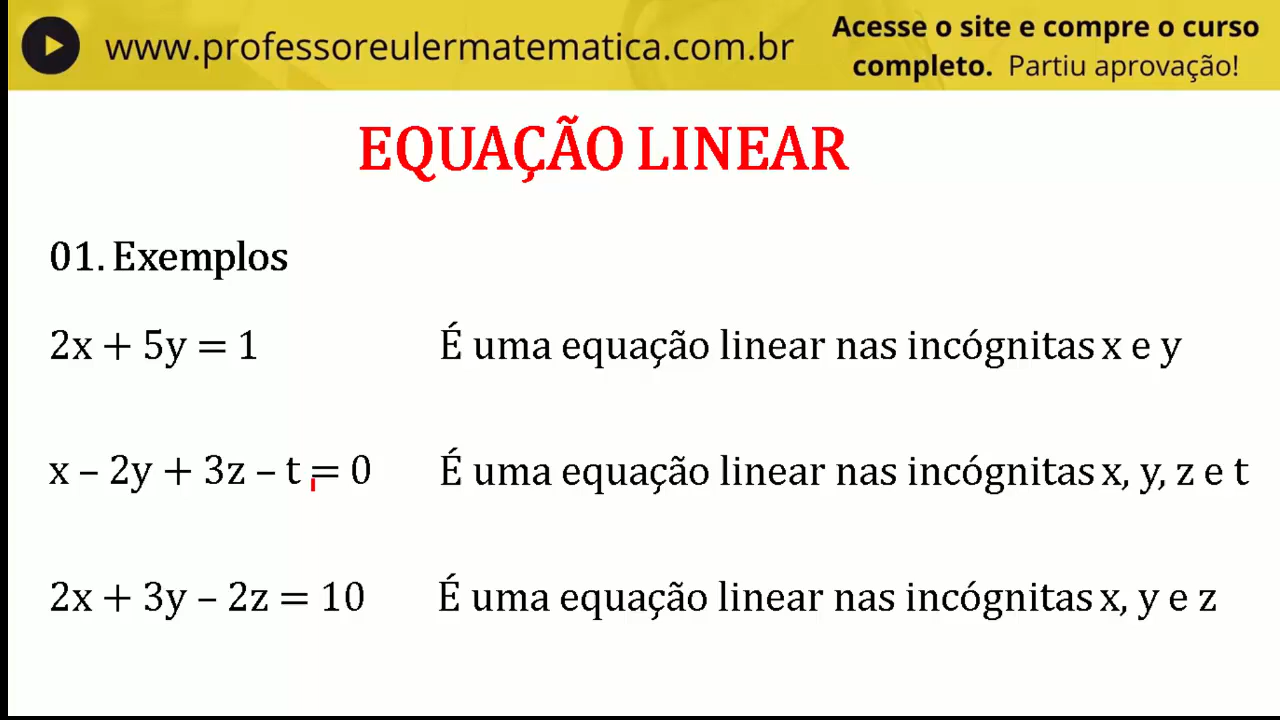 www.professoreulermatematica.com.br
Acesse o site e compre o curso
completo. Partiu aprovação!
EQUAÇÃO LINEAR
01. Exemplos
2x + 5y = 1 É uma equação linear nas incógnitas x e y
x – 2y + 3z – t = 0 É uma equação linear nas incógnitas x, y, z e t
2x + 3y – 2z = 10 É uma equação linear nas incógnitas x, y e z